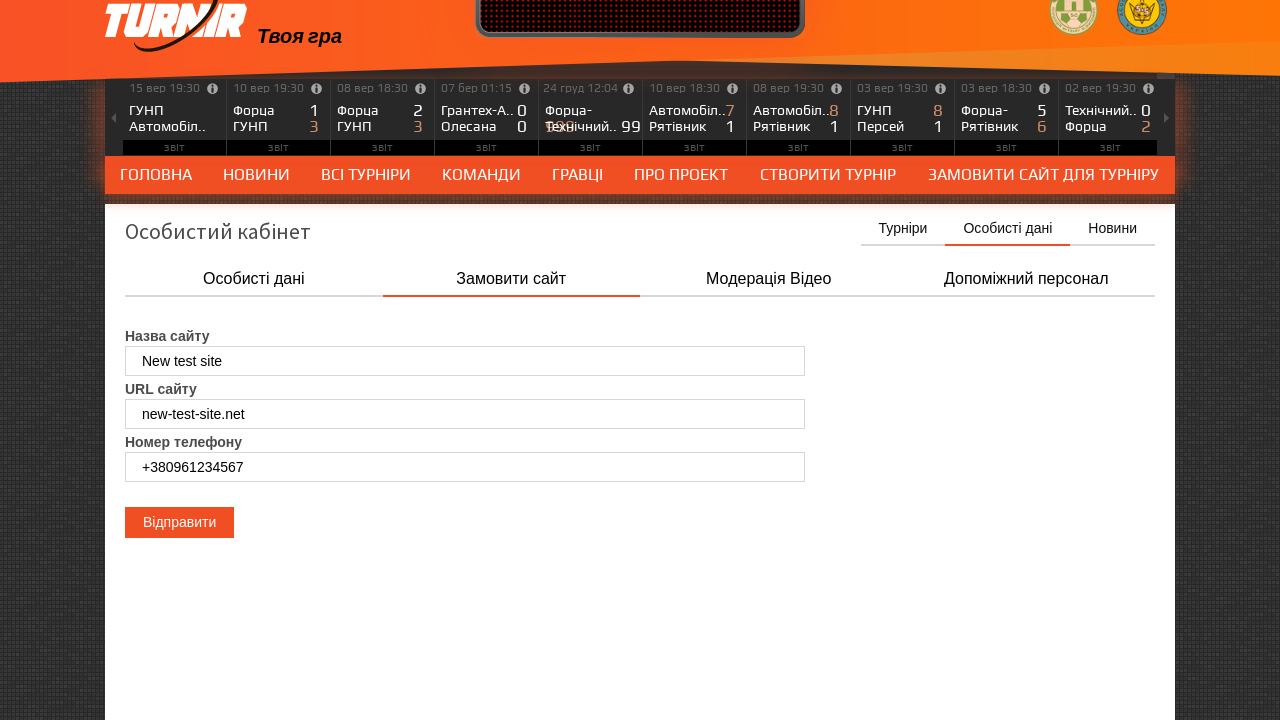 TURNIR
Твоя гра
15 вер 19:30
ГУНП
Автомобіл..
звіт
10 вер 19:30
Форца 1
ГУНП 3
звіт
08 вер 18:30
Форца 2
ГУНП 3
звіт
07 бер 01:15
Грантех-А.. 0
Олесана 0
звіт
24 груд 12:04
Форца-
Технічний.. 99
звіт
10 вер 18:30
Автомобіл.. 7
Рятівник 1
звіт
08 вер 19:30
Автомобіл.. 8
Рятівник 1
звіт
03 вер 19:30
ГУНП 8
Персей 1
звіт
03 вер 18:30
Форца- 5
Рятівник 6
звіт
02 вер 19:30
Технічний.. 0
Форца 2
звіт
ГОЛОВНА НОВИНИ ВСІ ТУРНІРИ КОМАНДИ ГРАВЦІ ПРО ПРОЕКТ СТВОРИТИ ТУРНІР ЗАМОВИТИ САЙТ ДЛЯ ТУРНІРУ
Особистий кабінет
Турніри Особисті дані Новини
Особисті дані Замовити сайт Модерація Відео Допоміжний персонал
Назва сайту
New test site
URL сайту
new-test-site.net
Номер телефону
+380961234567
Відправити